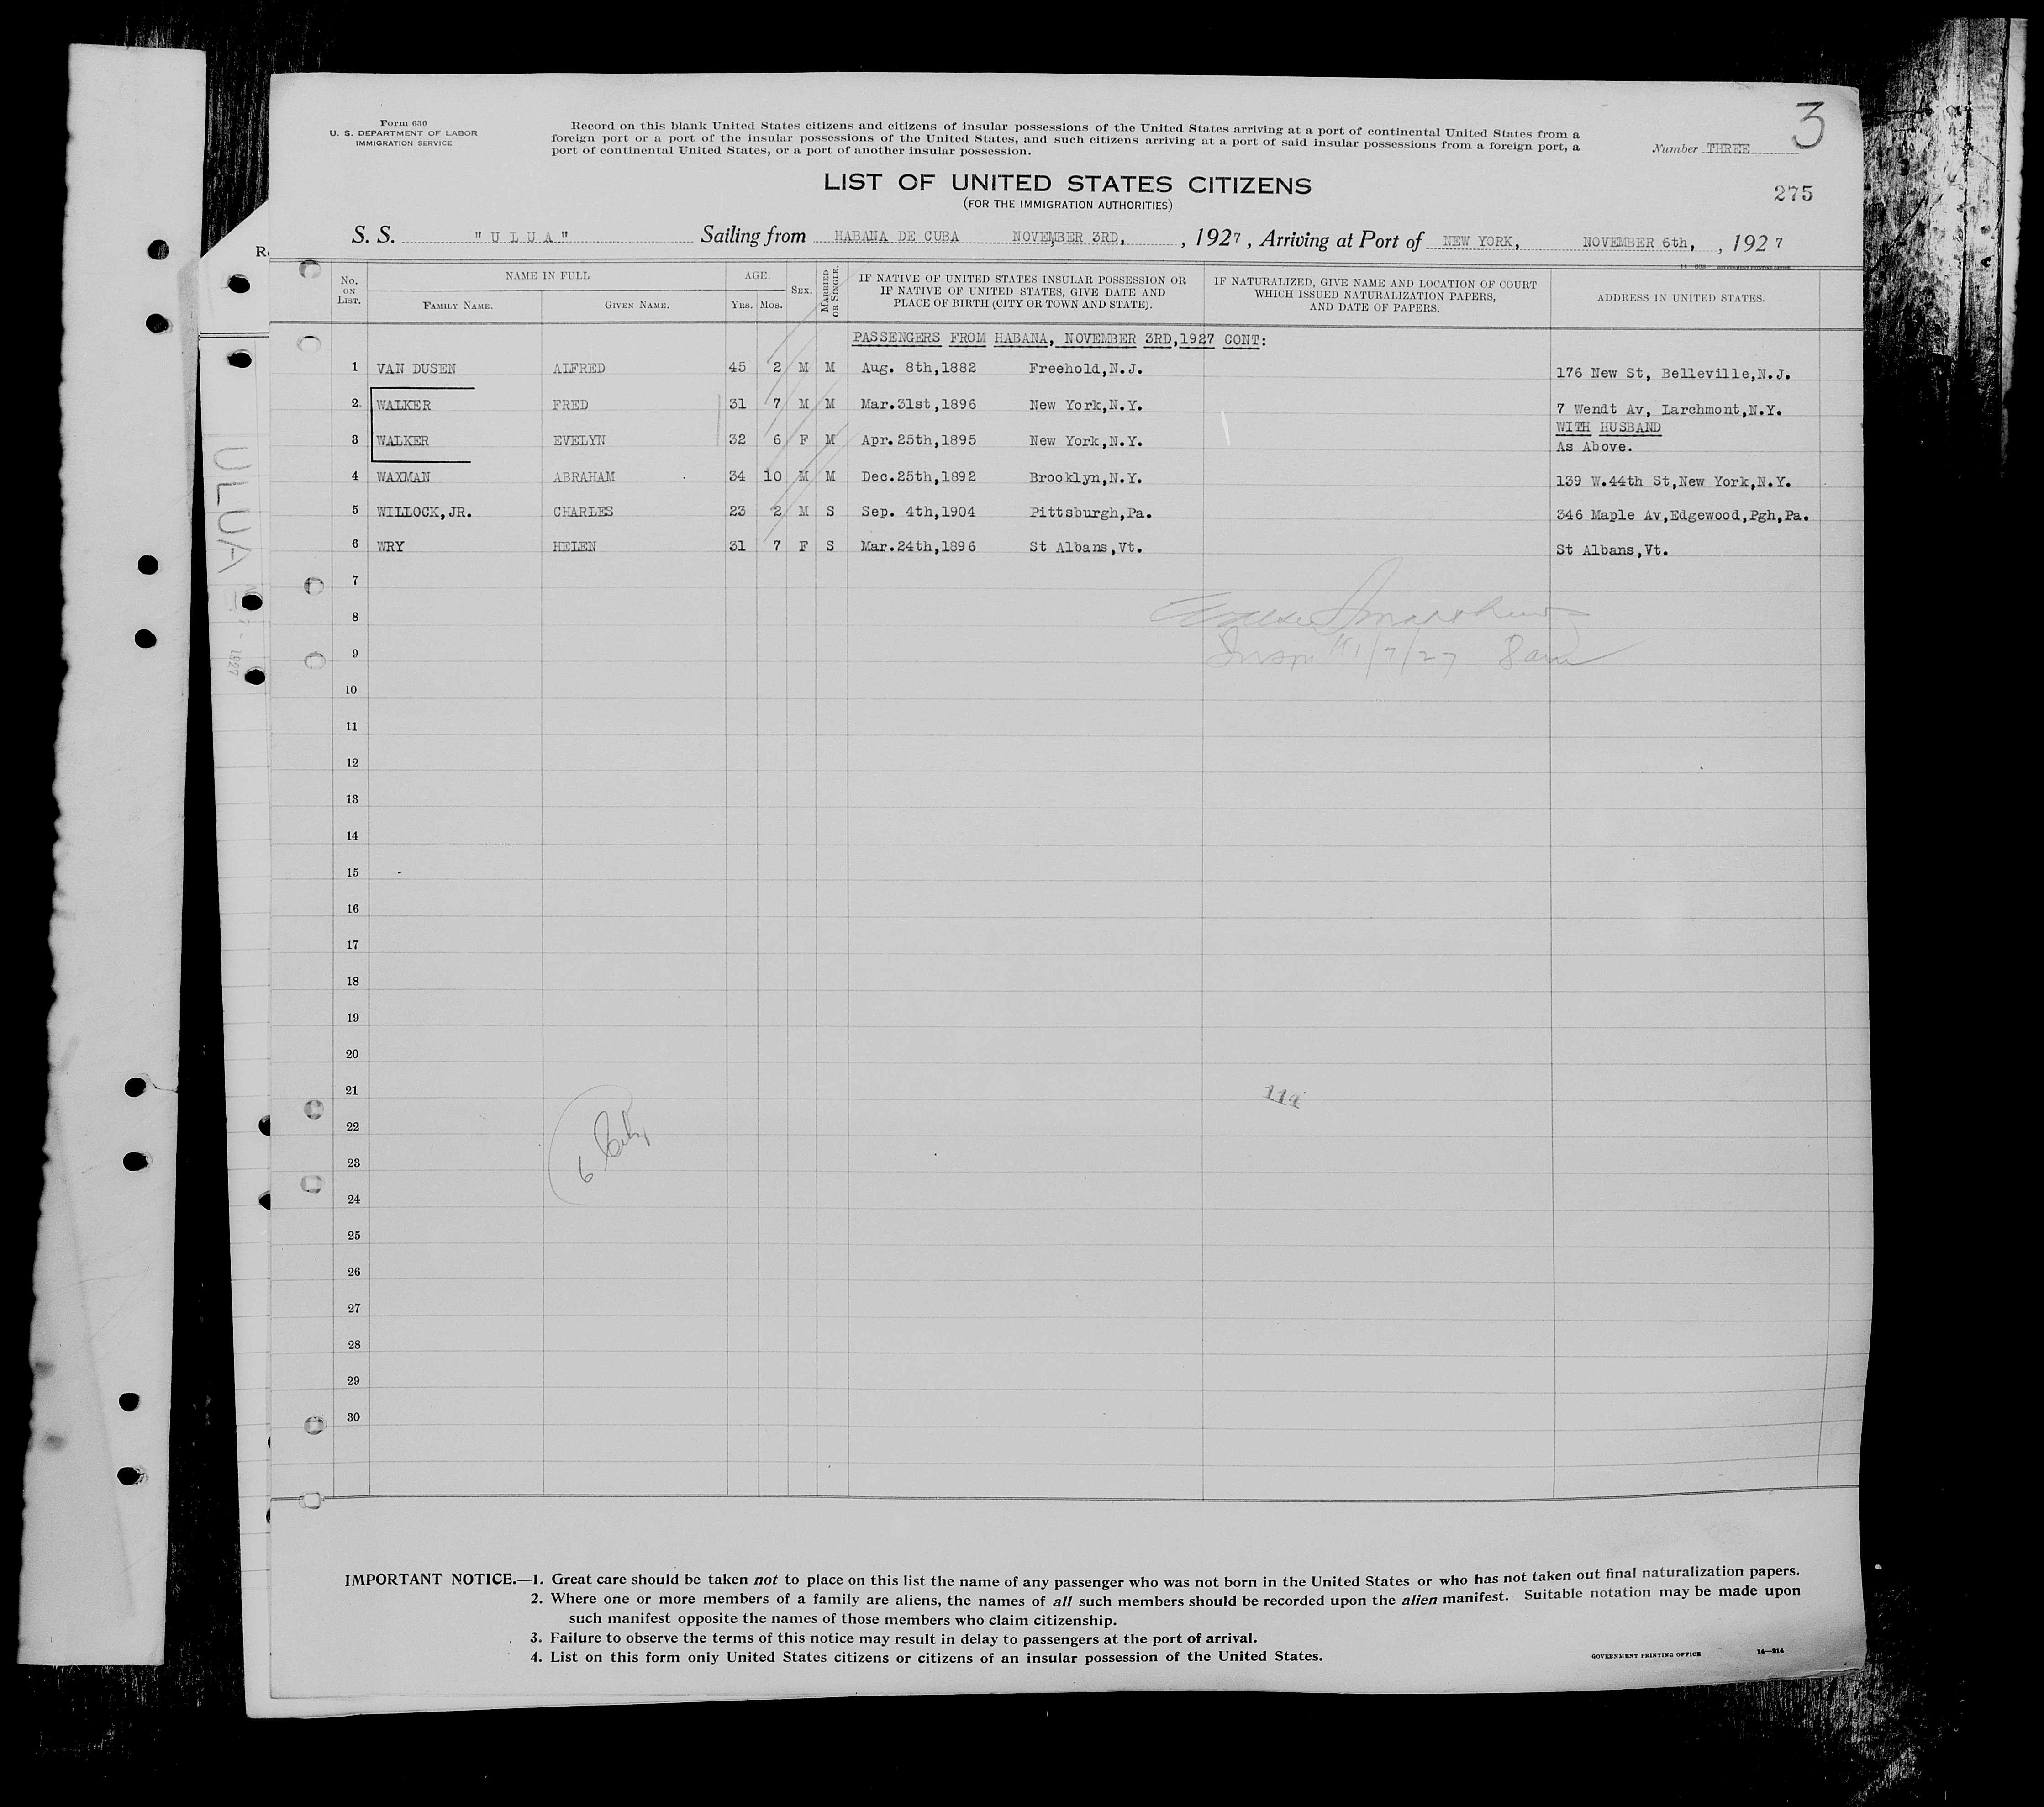 3
Form 630
U. S. DEPARTMENT OF LABOR
IMMIGRATION SERVICE
Record on this blank United States citizens and citizens of insular possessions of the United States arriving at a port of continental United States from a
foreign port or a port of the insular possessions of the United States, and such citizens arriving at a port of said insular possessions from a foreign port, a
port of continental United States, or a port of another insular possession.
Number THREE
LIST OF UNITED STATES CITIZENS
(FOR THE IMMIGRATION AUTHORITIES)
275
S. S. "ULUA" Sailing from HABANA DE CUBA NOVEMBER 3RD, , 1927, Arriving at Port of NEW YORK, NOVEMBER 6th, , 1927
No. ON LIST. NAME IN FULL AGE. SEX. MARRIED OR SINGLE. IF NATIVE OF UNITED STATES INSULAR POSSESSION OR IF NATIVE OF UNITED STATES, GIVE DATE AND PLACE OF BIRTH (CITY OR TOWN AND STATE). IF NATURALIZED, GIVE NAME AND LOCATION OF COURT WHICH ISSUED NATURALIZATION PAPERS, AND DATE OF PAPERS. ADDRESS IN UNITED STATES.
FAMILY NAME. GIVEN NAME. YRS. MOS.
PASSENGERS FROM HABANA, NOVEMBER 3RD,1927 CONT:
1 VAN DUSEN ALFRED 45 2 M M Aug. 8th,1882 Freehold,N.J. 176 New St, Belleville,N.J.
2. WALKER FRED 31 7 M M Mar.31st,1896 New York,N.Y. 7 Wendt Av, Larchmont,N.Y.
WITH HUSBAND
3 WALKER EVELYN 32 6 F M Apr.25th,1895 New York,N.Y. As Above.
4 WAXMAN ABRAHAM 34 10 M M Dec.25th,1892 Brooklyn,N.Y. 139 W.44th St,New York,N.Y.
5 WILLOCK,JR. CHARLES 23 2 M S Sep. 4th,1904 Pittsburgh,Pa. 346 Maple Av,Edgewood,Pgh,Pa.
6 WRY HELEN 31 7 F S Mar.24th,1896 St Albans,Vt. St Albans,Vt.
7
8
9
11/7/27 8 am
10
11
12
13
14
15
16
17
18
19
20
21
114
22
23
6
24
25
26
27
28
29
30
ULUA
1927
IMPORTANT NOTICE.—1. Great care should be taken not to place on this list the name of any passenger who was not born in the United States or who has not taken out final naturalization papers.
2. Where one or more members of a family are aliens, the names of all such members should be recorded upon the alien manifest. Suitable notation may be made upon
such manifest opposite the names of those members who claim citizenship.
3. Failure to observe the terms of this notice may result in delay to passengers at the port of arrival.
4. List on this form only United States citizens or citizens of an insular possession of the United States.
GOVERNMENT PRINTING OFFICE 14—214